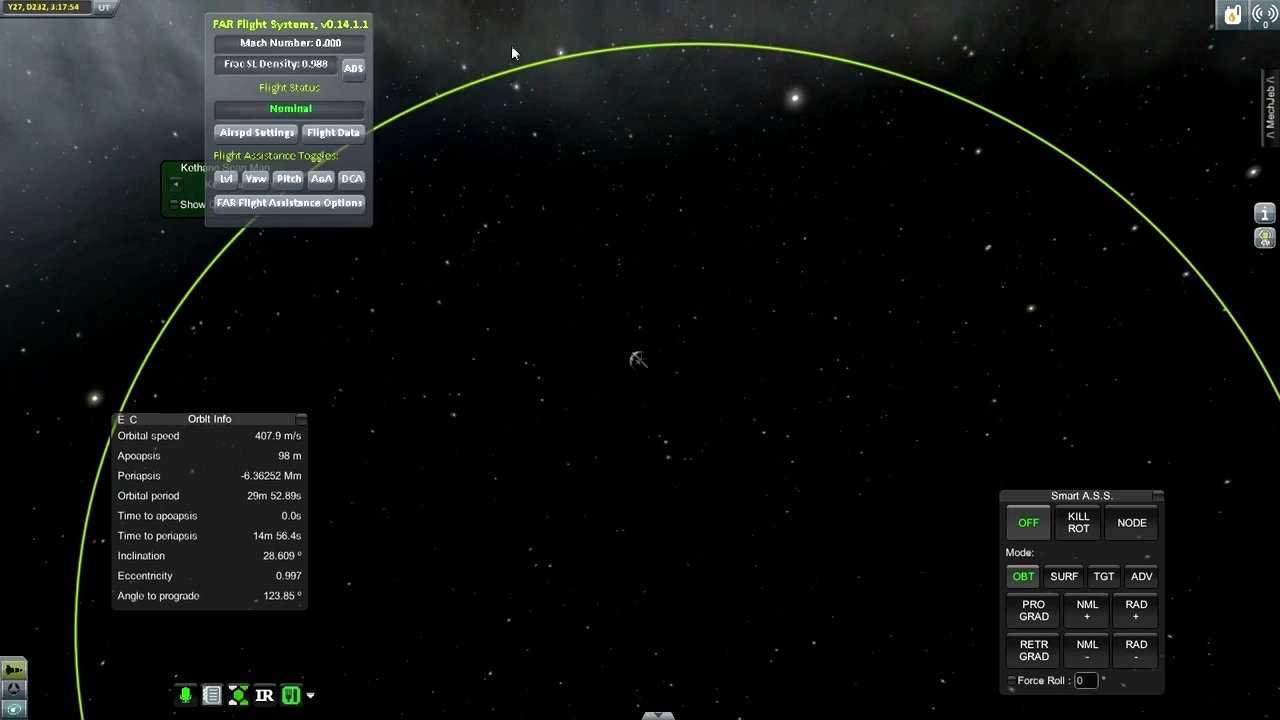 Y27, D232, 3:17:54 UT
FAR Flight Systems, v0.14.1.1
Mach Number: 0.000
Frac SL Density: 0.988
ABS
Flight Status
Nominal
Airspd Settings Flight Data
Flight Assistance Toggles:
Kethane Scan Map
Lvl Yaw Pitch AoA DCA
Show
FAR Flight Assistance Options
0
MechJeb
E C Orbit Info
Orbital speed 407.9 m/s
Apoapsis 98 m
Periapsis -6.36252 Mm
Orbital period 29m 52.89s
Time to apoapsis 0.0s
Time to periapsis 14m 56.4s
Inclination 28.609 º
Eccentricity 0.997
Angle to prograde 123.85 º
Smart A.S.S.
OFF KILL ROT NODE
Mode:
OBT SURF TGT ADV
PRO GRAD NML + RAD +
RETR GRAD NML - RAD -
Force Roll : 0 °
IR